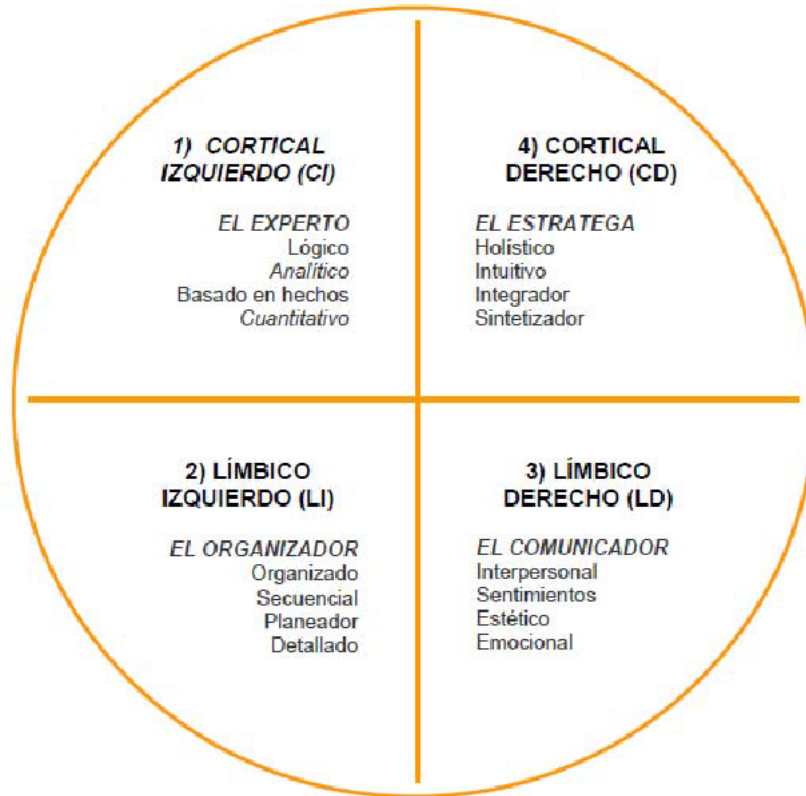 1) CORTICAL
IZQUIERDO (CI)
EL EXPERTO
Lógico
Analítico
Basado en hechos
Cuantitativo
4) CORTICAL
DERECHO (CD)
EL ESTRATEGA
Holístico
Intuitivo
Integrador
Sintetizador
2) LÍMBICO
IZQUIERDO (LI)
EL ORGANIZADOR
Organizado
Secuencial
Planeador
Detallado
3) LÍMBICO
DERECHO (LD)
EL COMUNICADOR
Interpersonal
Sentimientos
Estético
Emocional